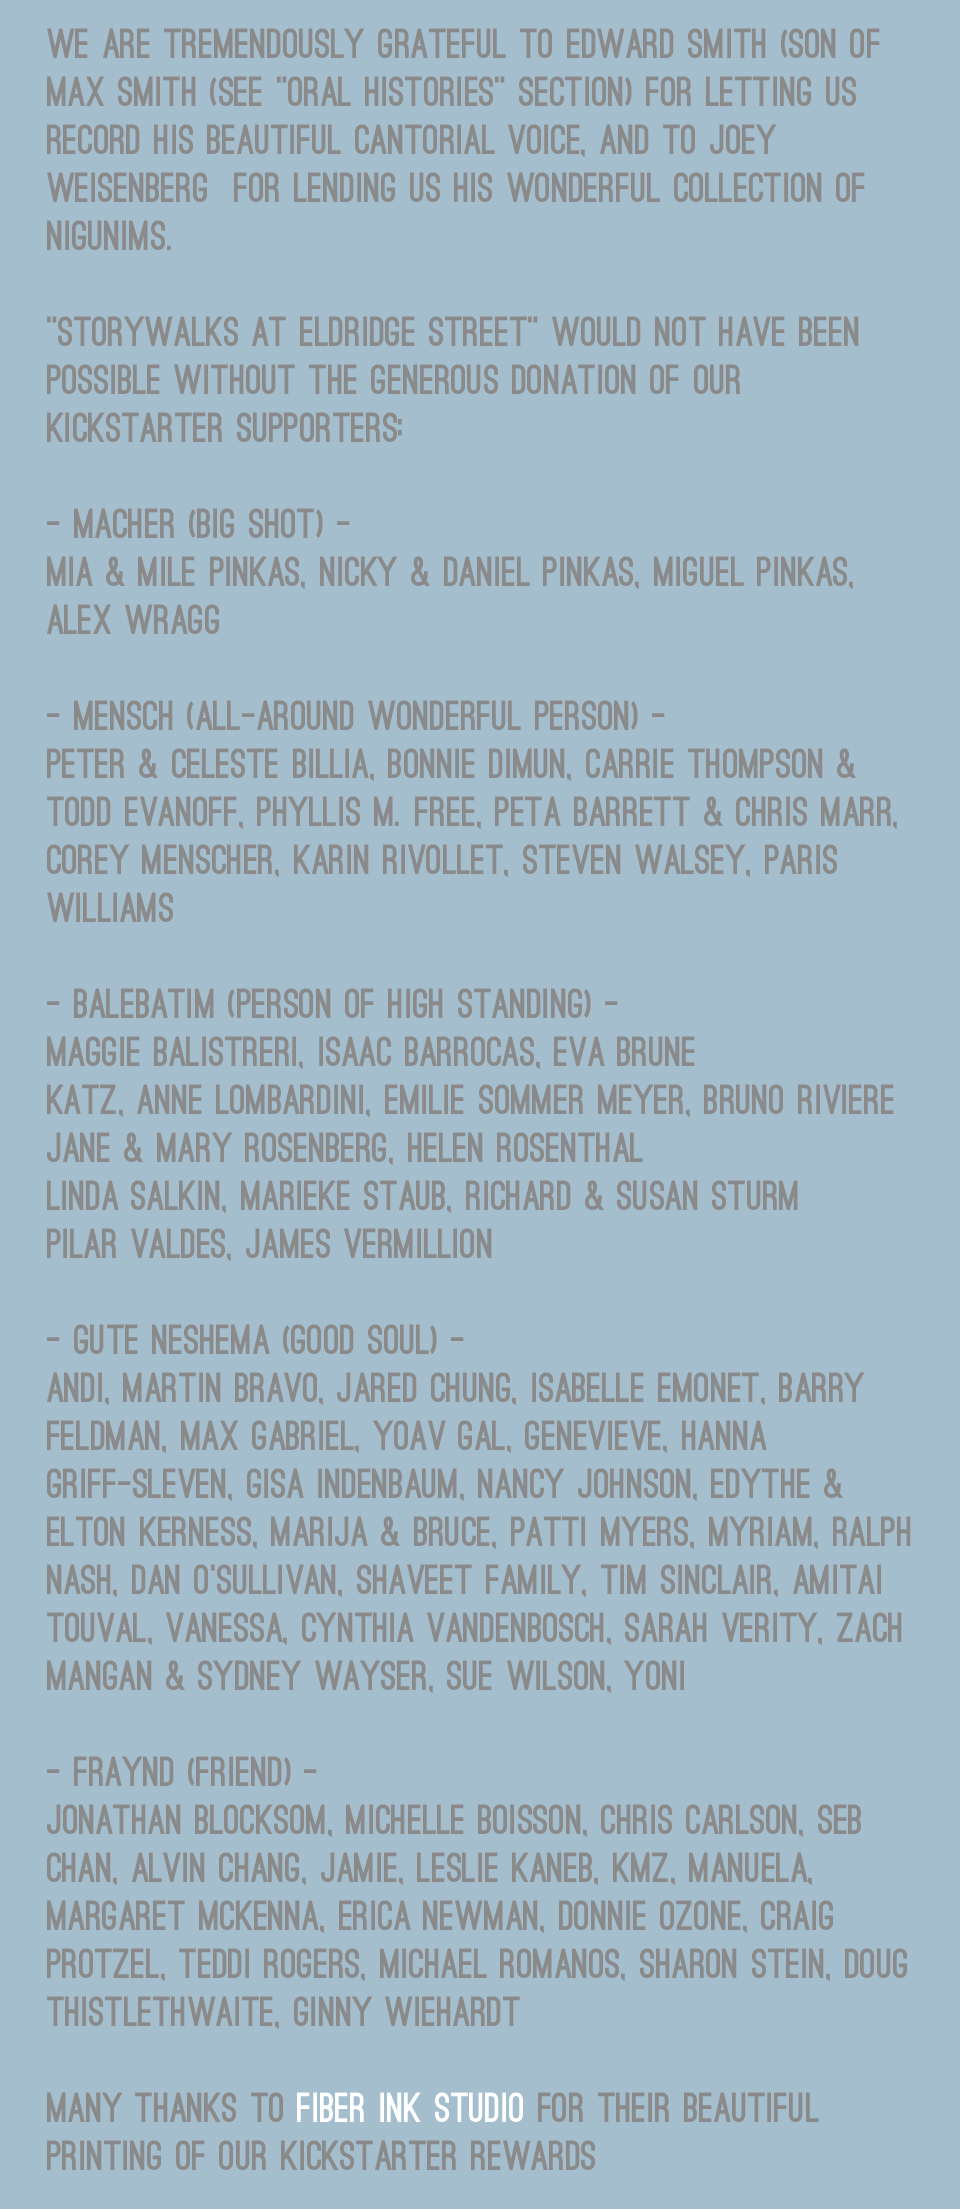 WE ARE TREMENDOUSLY GRATEFUL TO EDWARD SMITH (SON OF
MAX SMITH (SEE "ORAL HISTORIES" SECTION) FOR LETTING US
RECORD HIS BEAUTIFUL CANTORIAL VOICE, AND TO JOEY
WEISENBERG FOR LENDING US HIS WONDERFUL COLLECTION OF
NIGUNIMS.

"STORYWALKS AT ELDRIDGE STREET" WOULD NOT HAVE BEEN
POSSIBLE WITHOUT THE GENEROUS DONATION OF OUR
KICKSTARTER SUPPORTERS:

- MACHER (BIG SHOT) -
MIA & MILE PINKAS, NICKY & DANIEL PINKAS, MIGUEL PINKAS,
ALEX WRAGG

- MENSCH (ALL-AROUND WONDERFUL PERSON) -
PETER & CELESTE BILLIA, BONNIE DIMUN, CARRIE THOMPSON &
TODD EVANOFF, PHYLLIS M. FREE, PETA BARRETT & CHRIS MARR,
COREY MENSCHER, KARIN RIVOLLET, STEVEN WALSEY, PARIS
WILLIAMS

- BALEBATIM (PERSON OF HIGH STANDING) -
MAGGIE BALISTRERI, ISAAC BARROCAS, EVA BRUNE
KATZ, ANNE LOMBARDINI, EMILIE SOMMER MEYER, BRUNO RIVIERE
JANE & MARY ROSENBERG, HELEN ROSENTHAL
LINDA SALKIN, MARIEKE STAUB, RICHARD & SUSAN STURM
PILAR VALDES, JAMES VERMILLION

- GUTE NESHEMA (GOOD SOUL) -
ANDI, MARTIN BRAVO, JARED CHUNG, ISABELLE EMONET, BARRY
FELDMAN, MAX GABRIEL, YOAV GAL, GENEVIEVE, HANNA
GRIFF-SLEVEN, GISA INDENBAUM, NANCY JOHNSON, EDYTHE &
ELTON KERNESS, MARIJA & BRUCE, PATTI MYERS, MYRIAM, RALPH
NASH, DAN O'SULLIVAN, SHAVEET FAMILY, TIM SINCLAIR, AMITAI
TOUVAL, VANESSA, CYNTHIA VANDENBOSCH, SARAH VERITY, ZACH
MANGAN & SYDNEY WAYSER, SUE WILSON, YONI

- FRAYND (FRIEND) -
JONATHAN BLOCKSOM, MICHELLE BOISSON, CHRIS CARLSON, SEB
CHAN, ALVIN CHANG, JAMIE, LESLIE KANEB, KMZ, MANUELA,
MARGARET MCKENNA, ERICA NEWMAN, DONNIE OZONE, CRAIG
PROTZEL, TEDDI ROGERS, MICHAEL ROMANOS, SHARON STEIN, DOUG
THISTLETHWAITE, GINNY WIEHARDT

MANY THANKS TO FIBER INK STUDIO FOR THEIR BEAUTIFUL
PRINTING OF OUR KICKSTARTER REWARDS